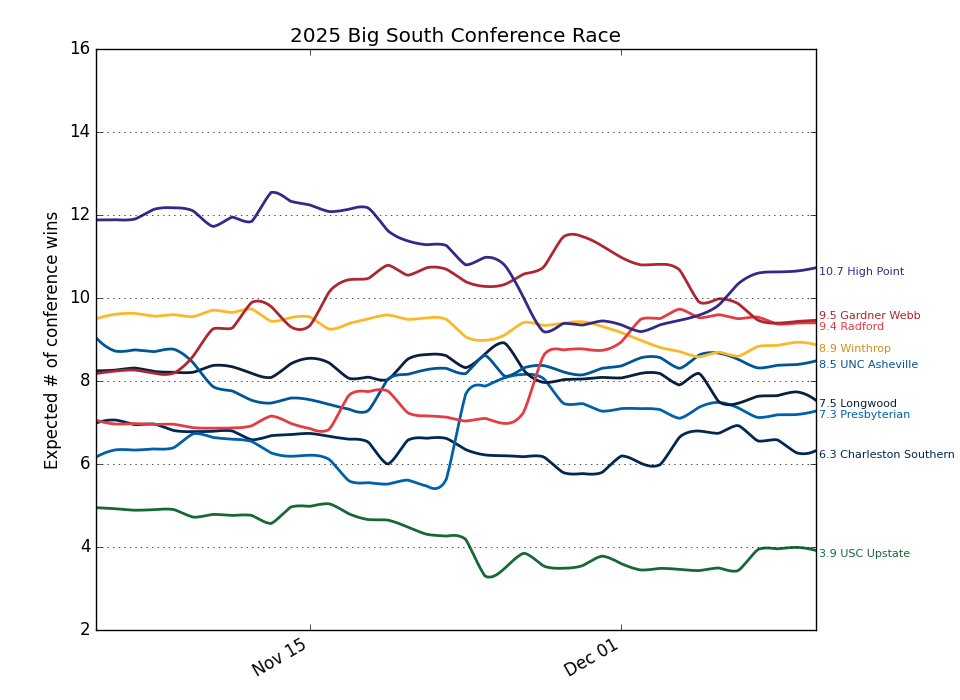 2025 Big South Conference Race
Expected # of conference wins
16
14
12
10
8
6
4
2
Nov 15
Dec 01
10.7 High Point
9.5 Gardner Webb
9.4 Radford
8.9 Winthrop
8.5 UNC Asheville
7.5 Longwood
7.3 Presbyterian
6.3 Charleston Southern
3.9 USC Upstate